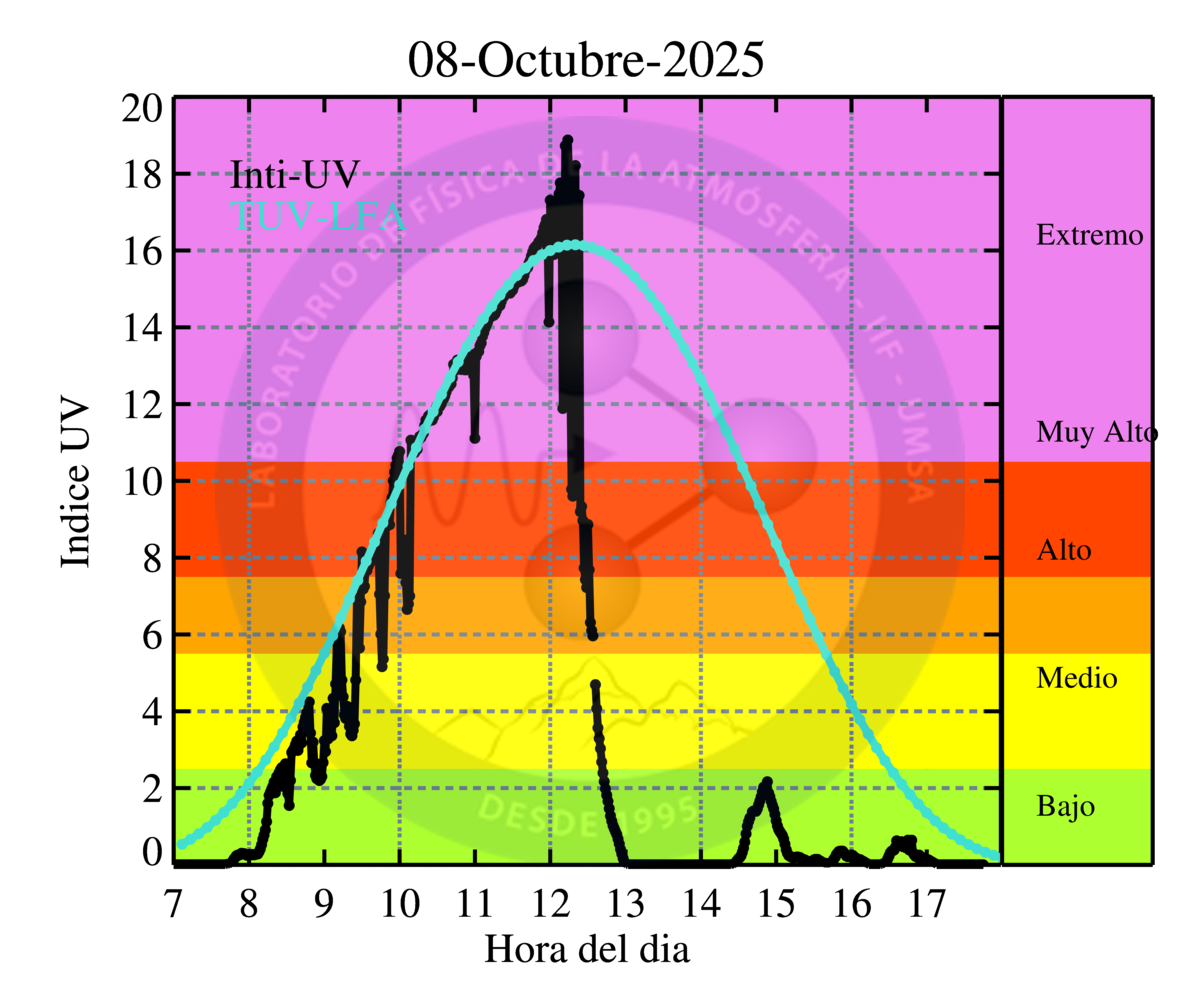 08-Octubre-2025
Inti-UV
TUV-LFA
LABORATORIO DE FÍSICA DE LA ATMÓSFERA - IIF - UMSA
DESDE 1995
Indice UV
20
18
16
14
12
10
8
6
4
2
0
Extremo
Muy Alto
Alto
Medio
Bajo
7 8 9 10 11 12 13 14 15 16 17
Hora del dia